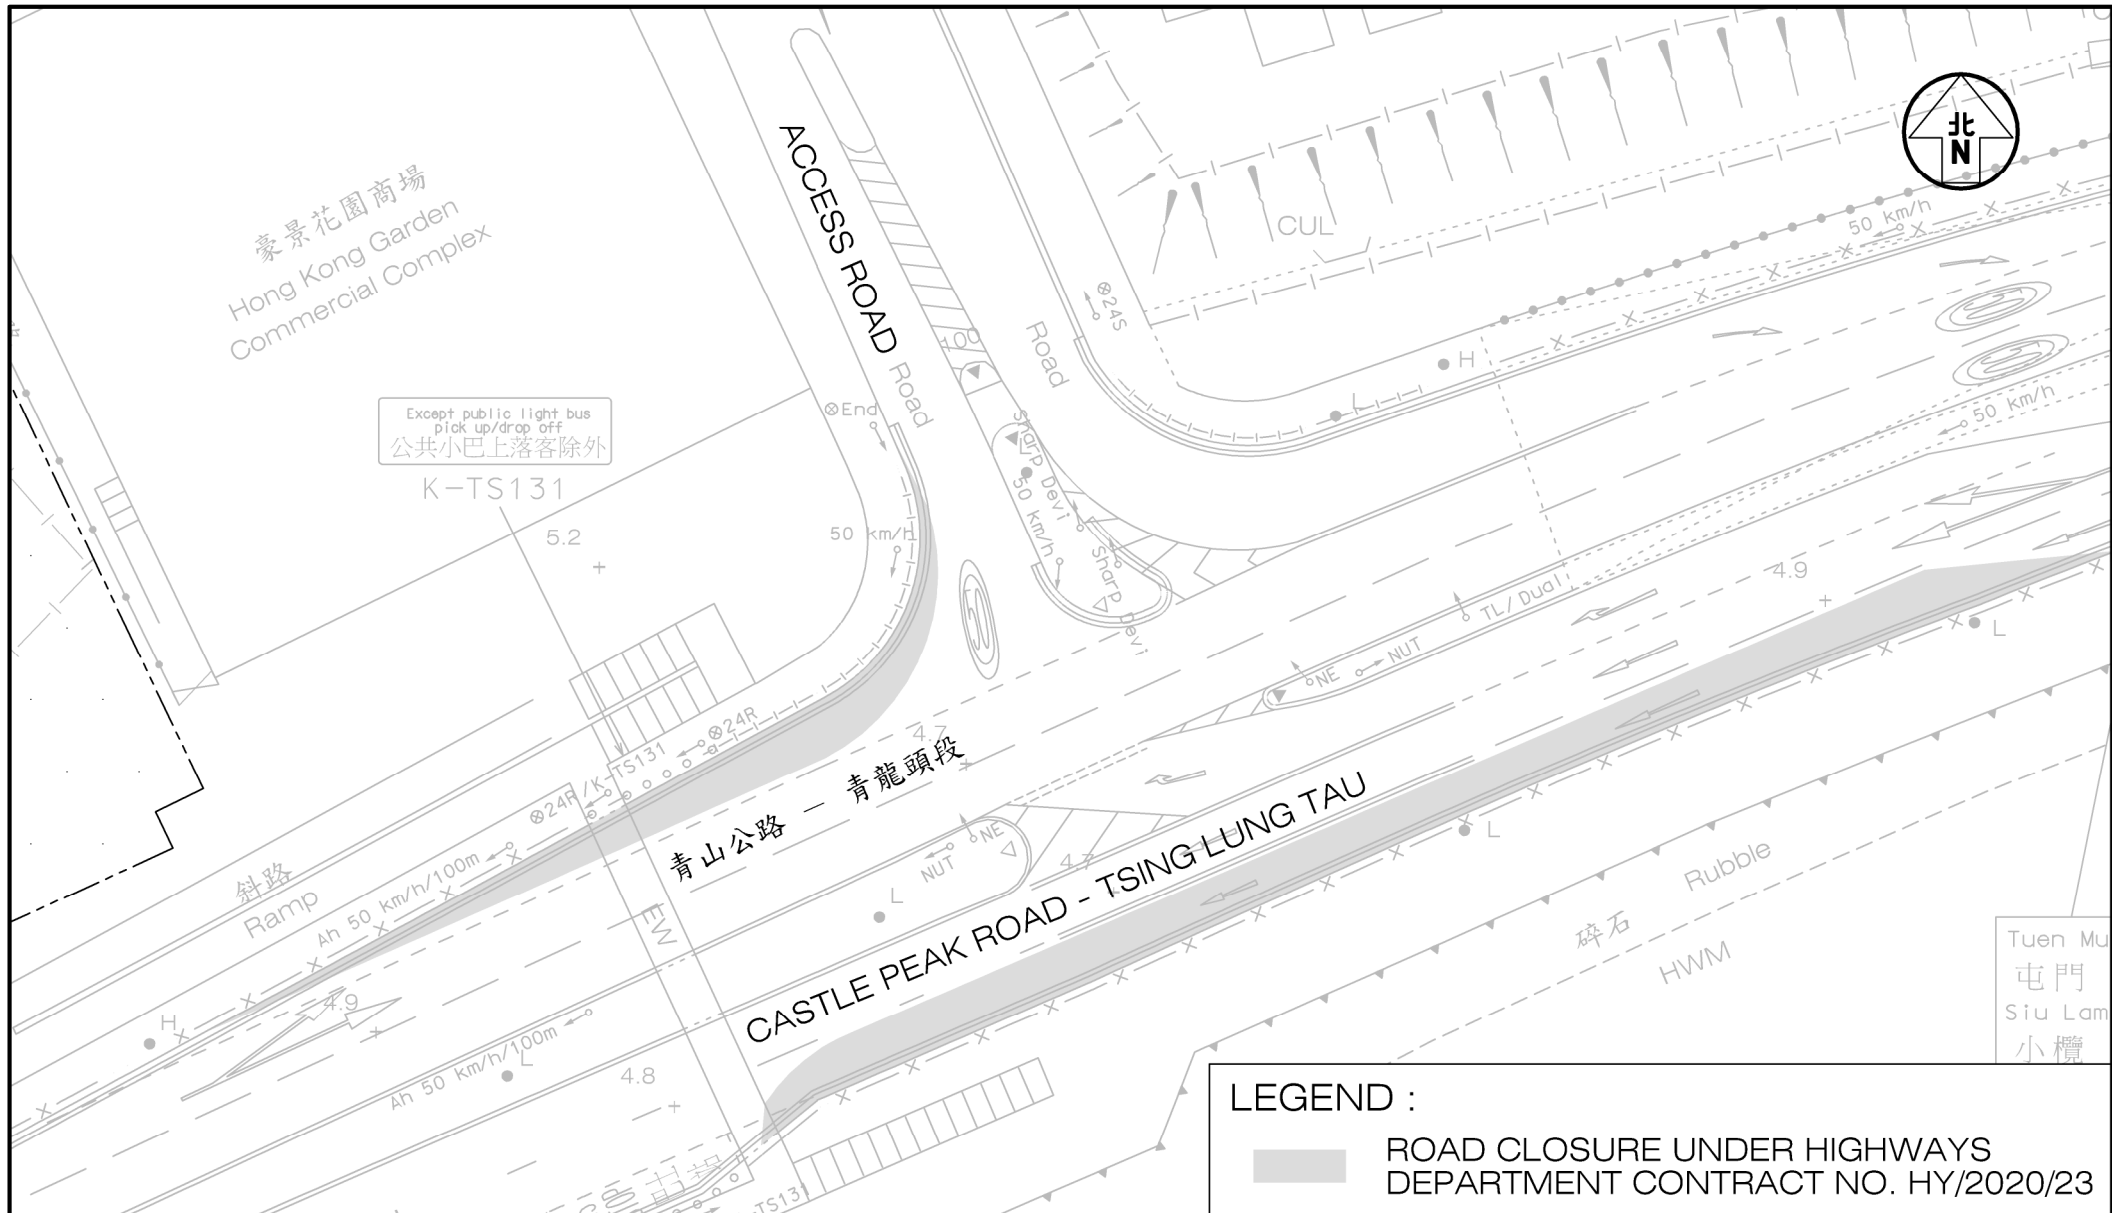 北
N
ACCESS ROAD
豪景花園商場
Hong Kong Garden
Commercial Complex
CUL
50 km/h
⊗24S
Road
100
Road
H
L
50 km/h
Except public light bus
pick up/drop off
公共小巴上落客除外
K-TS131
⊗End
Sharp Devi
L
50 km/h
50 km/h
Sharp Devi
50
5.2
4.9
TL/Dual
NUT
NE
L
⊗24R
⊗24R/K-TS131
4.7
青山公路 – 青龍頭段
NE
NUT
L
4.7
CASTLE PEAK ROAD - TSING LUNG TAU
L
Rubble
碎石
HWM
斜路
Ramp
Ah 50 km/h/100m
EW
4.9
H
Ah 50 km/h/100m
L
4.8
Tuen Mu
屯門
Siu Lam
小欖
TS131
LEGEND :
ROAD CLOSURE UNDER HIGHWAYS
DEPARTMENT CONTRACT NO. HY/2020/23